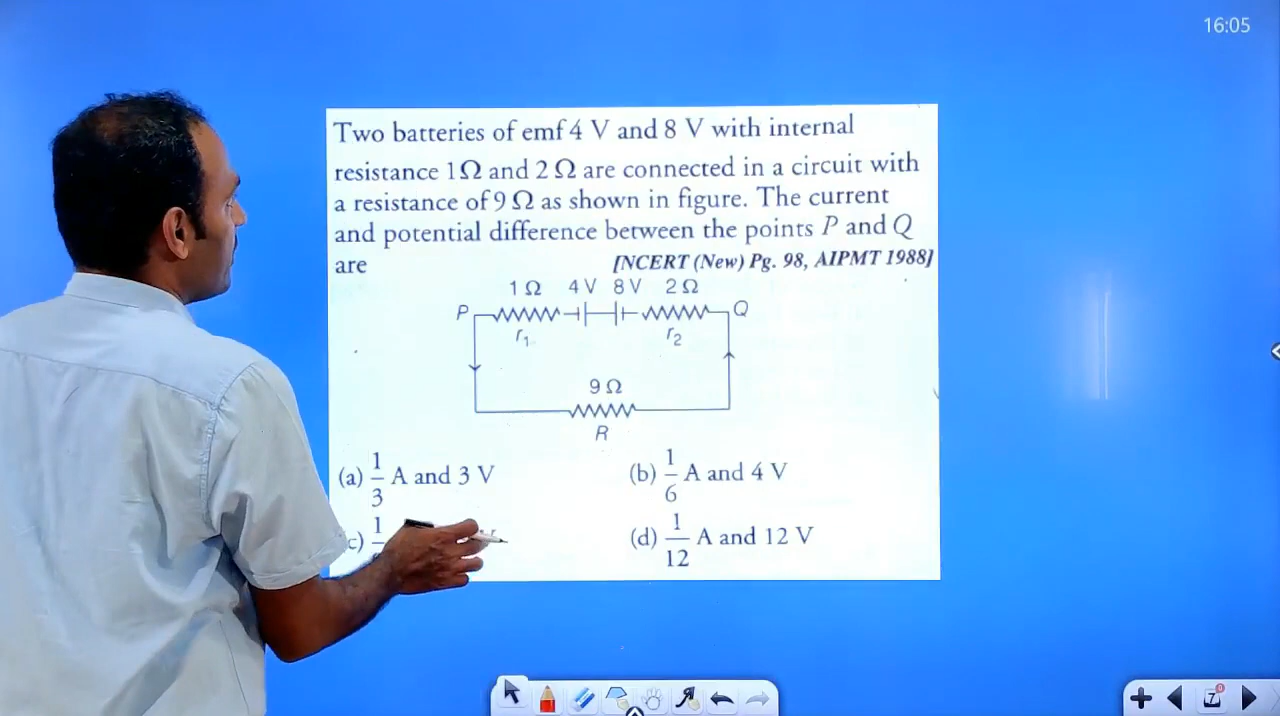 16:05
Two batteries of emf 4 V and 8 V with internal
resistance 1Ω and 2 Ω are connected in a circuit with
a resistance of 9 Ω as shown in figure. The current
and potential difference between the points P and Q
are [NCERT (New) Pg. 98, AIPMT 1988]
1 Ω 4 V 8 V 2 Ω
P Q
r₁ r₂
9 Ω
R
(a) 1/3 A and 3 V (b) 1/6 A and 4 V
c) 1 (d) 1/12 A and 12 V
7